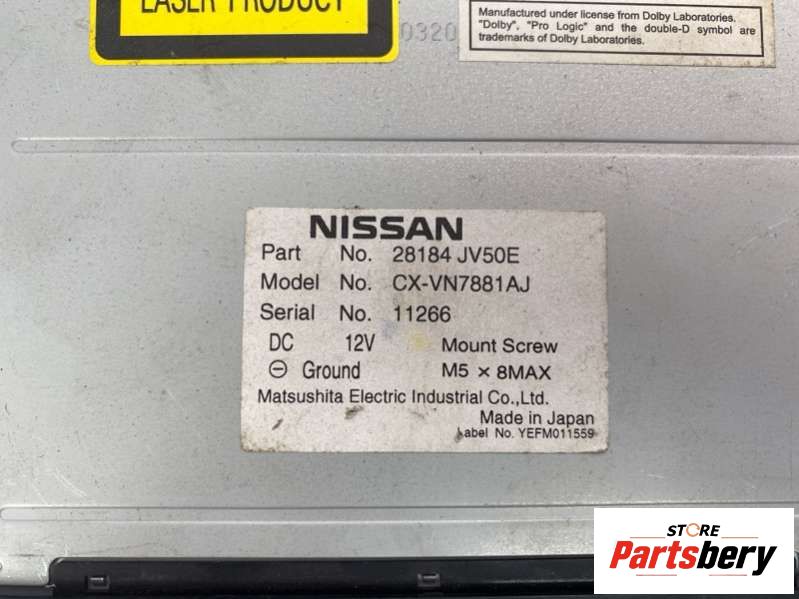 LASER PRODUCT
0320
Manufactured under license from Dolby Laboratories.
"Dolby", "Pro Logic" and the double-D symbol are
trademarks of Dolby Laboratories.
NISSAN
Part No. 28184 JV50E
Model No. CX-VN7881AJ
Serial No. 11266
DC 12V Mount Screw
⊖ Ground M5 × 8MAX
Matsushita Electric Industrial Co.,Ltd.
Made in Japan
Label No. YEFM011559
STORE
Partsbery